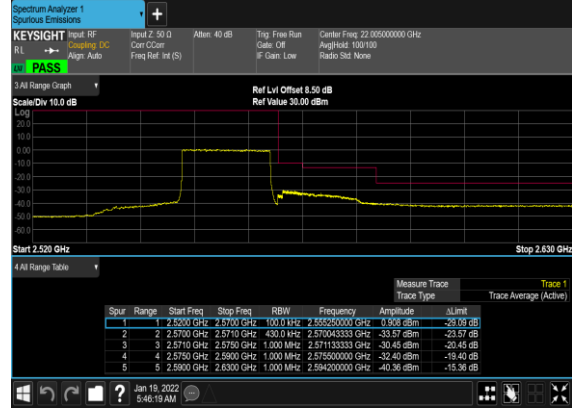 Spectrum Analyzer 1
Spurious Emissions
KEYSIGHT Input: RF Input Z: 50 Ω Atten: 40 dB Trig: Free Run Center Freq: 22.005000000 GHz
RL Coupling: DC Corr CCorr Gate: Off Avg|Hold: 100/100
Align: Auto Freq Ref: Int (S) IF Gain: Low Radio Std: None
PASS
3 All Range Graph
Ref Lvl Offset 8.50 dB
Scale/Div 10.0 dB Ref Value 30.00 dBm
Log
20.0
10.0
0.00
-10.0
-20.0
-30.0
-40.0
-50.0
-60.0
Start 2.520 GHz Stop 2.630 GHz
4 All Range Table
Measure Trace Trace 1
Trace Type Trace Average (Active)
Spur Range Start Freq Stop Freq RBW Frequency Amplitude ΔLimit
1 1 2.5200 GHz 2.5700 GHz 100.0 kHz 2.555250000 GHz 0.908 dBm -29.09 dB
2 2 2.5700 GHz 2.5710 GHz 430.0 kHz 2.570043333 GHz -33.57 dBm -23.57 dB
3 3 2.5710 GHz 2.5750 GHz 1.000 MHz 2.571133333 GHz -30.45 dBm -20.45 dB
4 4 2.5750 GHz 2.5900 GHz 1.000 MHz 2.575500000 GHz -32.40 dBm -19.40 dB
5 5 2.5900 GHz 2.6300 GHz 1.000 MHz 2.594200000 GHz -40.36 dBm -15.36 dB
Jan 19, 2022
5:46:19 AM